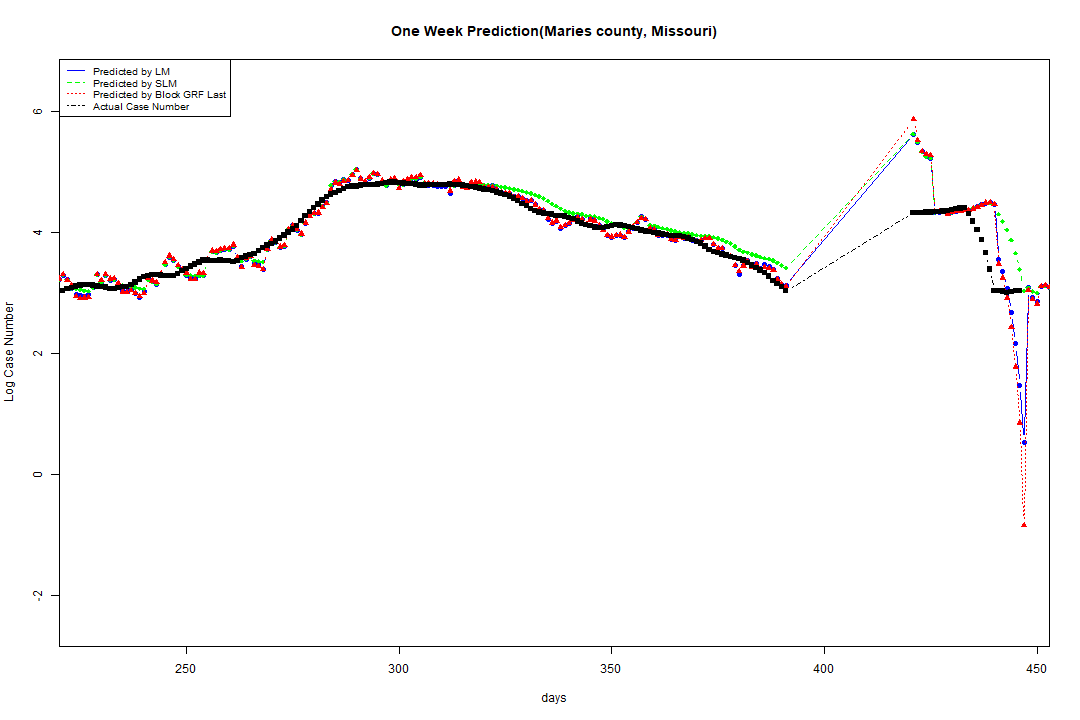 One Week Prediction(Maries county, Missouri)
Predicted by LM
Predicted by SLM
Predicted by Block GRF Last
Actual Case Number
6
4
2
0
-2
Log Case Number
250
300
350
400
450
days